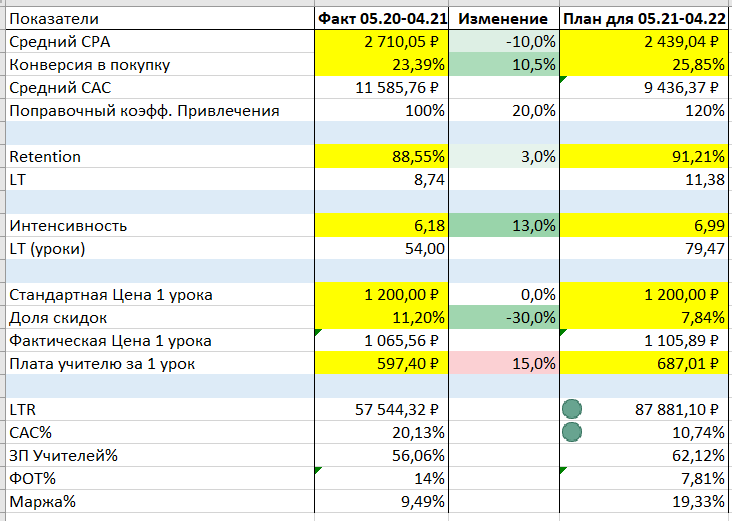 Показатели Факт 05.20-04.21 Изменение План для 05.21-04.22
Средний CPA 2 710,05 ₽ -10,0% 2 439,04 ₽
Конверсия в покупку 23,39% 10,5% 25,85%
Средний CAC 11 585,76 ₽ 9 436,37 ₽
Поправочный коэфф. Привлечения 100% 20,0% 120%
Retention 88,55% 3,0% 91,21%
LT 8,74 11,38
Интенсивность 6,18 13,0% 6,99
LT (уроки) 54,00 79,47
Стандартная Цена 1 урока 1 200,00 ₽ 0,0% 1 200,00 ₽
Доля скидок 11,20% -30,0% 7,84%
Фактическая Цена 1 урока 1 065,56 ₽ 1 105,89 ₽
Плата учителю за 1 урок 597,40 ₽ 15,0% 687,01 ₽
LTR 57 544,32 ₽ 87 881,10 ₽
CAC% 20,13% 10,74%
ЗП Учителей% 56,06% 62,12%
ФОТ% 14% 7,81%
Маржа% 9,49% 19,33%